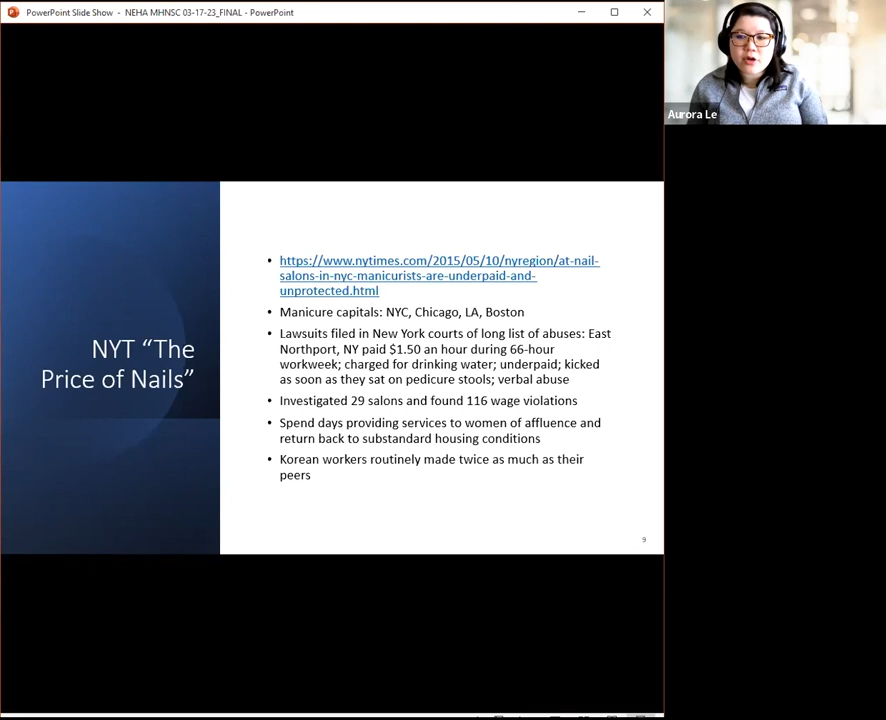 PowerPoint Slide Show - NEHA MHNSC 03-17-23_FINAL - PowerPoint
Aurora Le
NYT “The
Price of Nails”
• https://www.nytimes.com/2015/05/10/nyregion/at-nail-
salons-in-nyc-manicurists-are-underpaid-and-
unprotected.html
• Manicure capitals: NYC, Chicago, LA, Boston
• Lawsuits filed in New York courts of long list of abuses: East
Northport, NY paid $1.50 an hour during 66-hour
workweek; charged for drinking water; underpaid; kicked
as soon as they sat on pedicure stools; verbal abuse
• Investigated 29 salons and found 116 wage violations
• Spend days providing services to women of affluence and
return back to substandard housing conditions
• Korean workers routinely made twice as much as their
peers
9